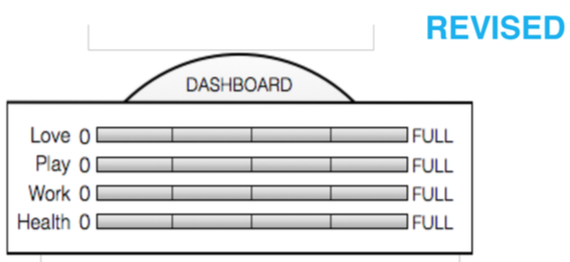 REVISED
DASHBOARD
Love 0 FULL
Play 0 FULL
Work 0 FULL
Health 0 FULL